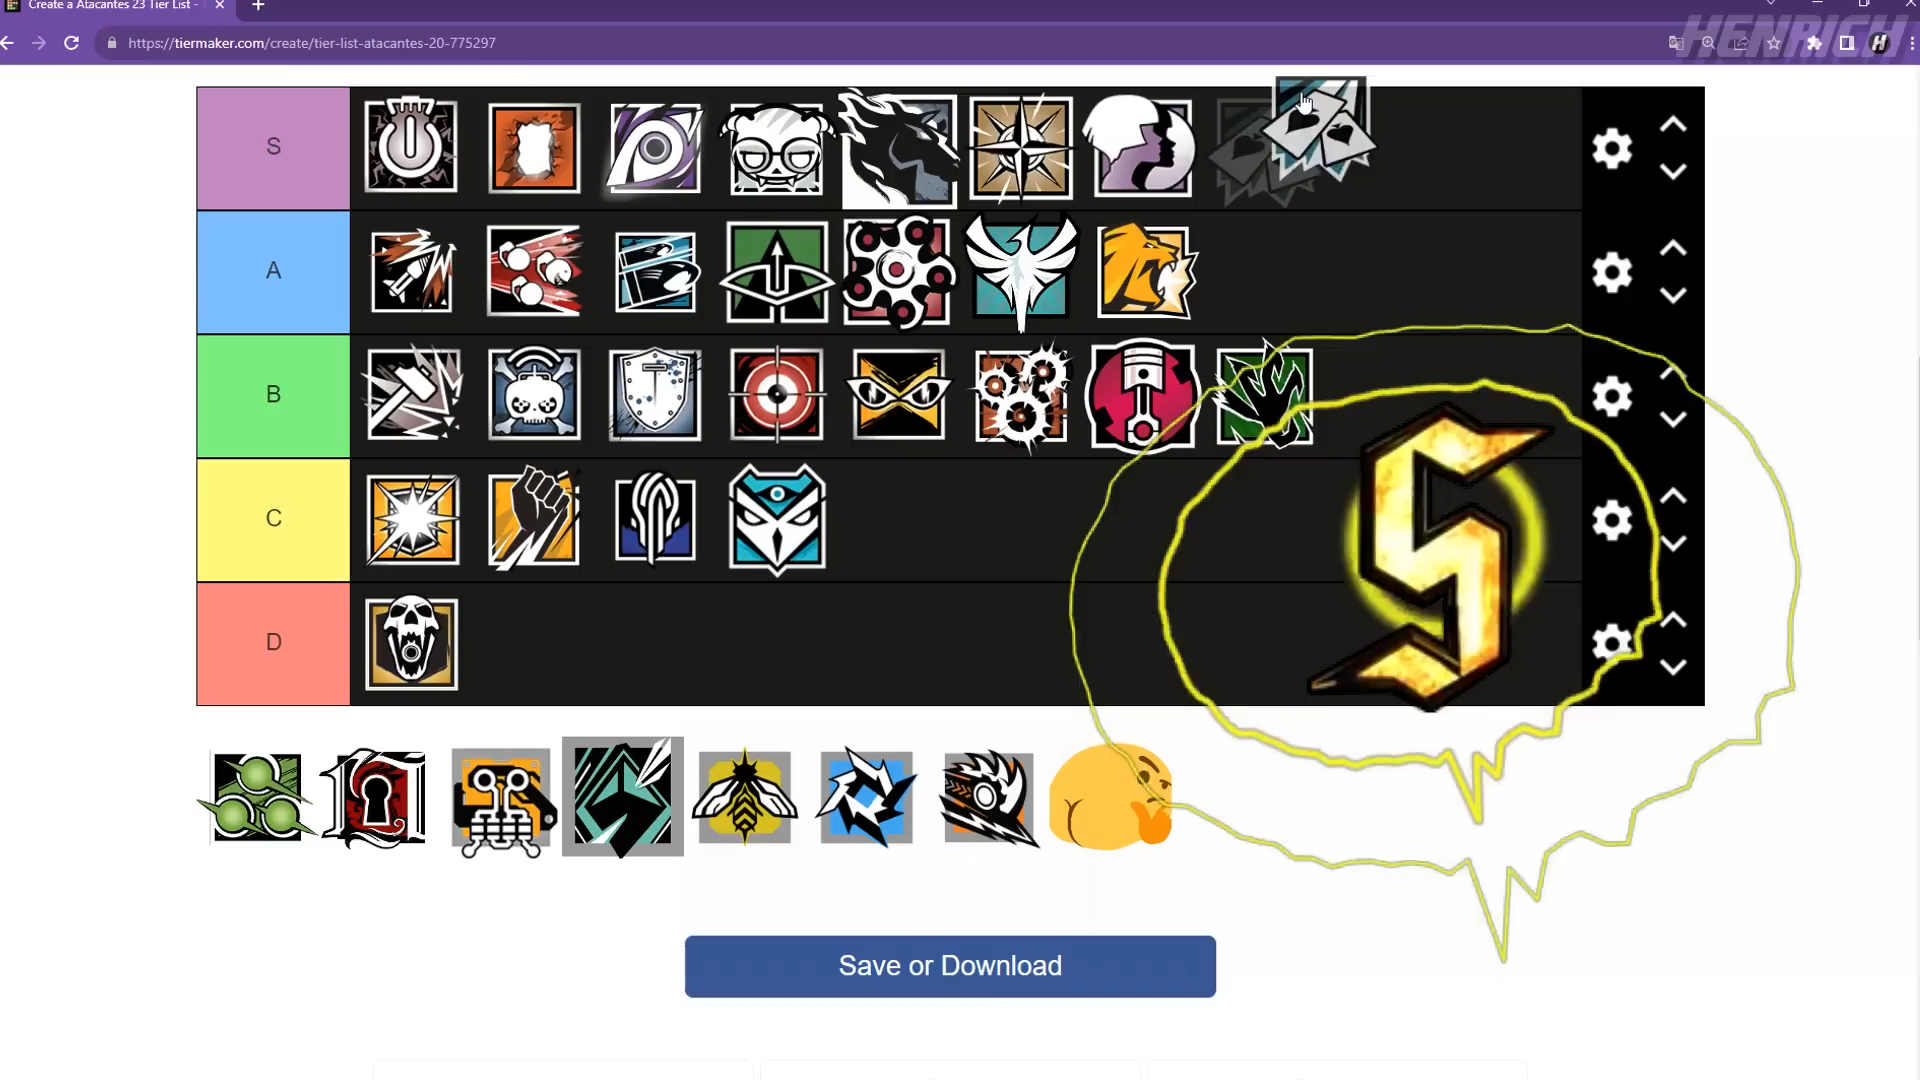 Create a Atacantes 23 Tier List -
https://tiermaker.com/create/tier-list-atacantes-20-775297
HENRICH
S
A
B
C
D
S
Save or Download